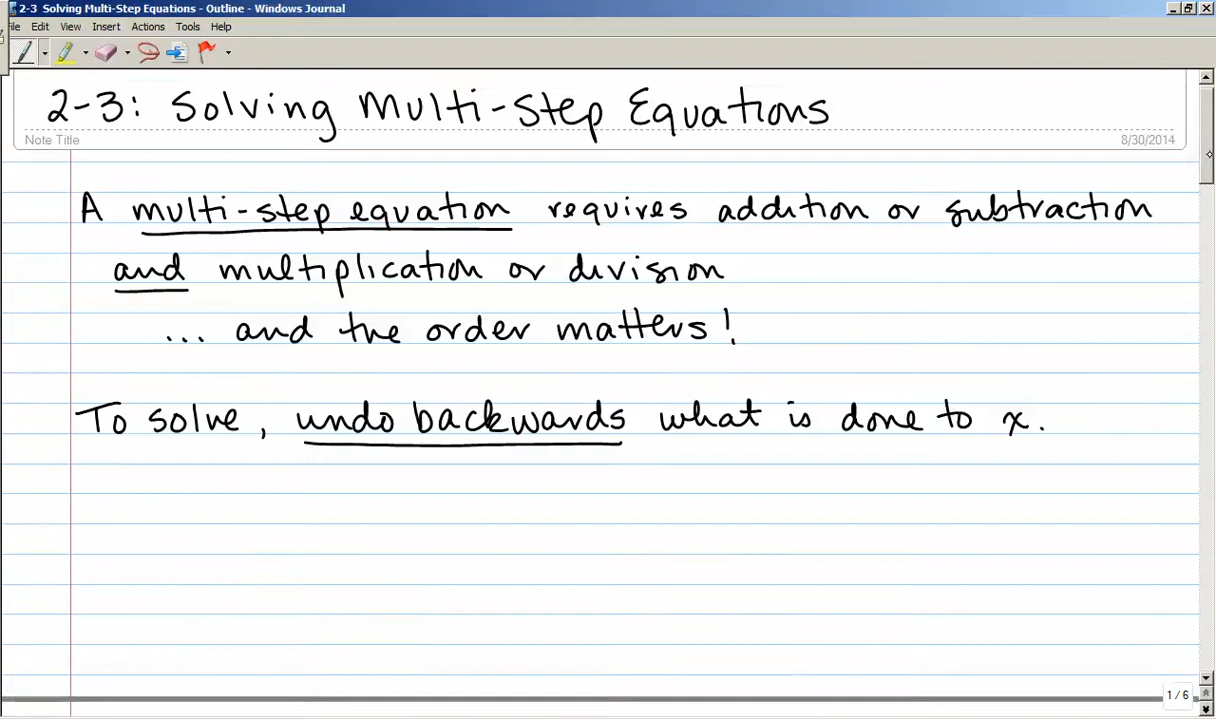 2-3 Solving Multi-Step Equations - Outline - Windows Journal
File Edit View Insert Actions Tools Help
2-3: Solving Multi-Step Equations
Note Title
8/30/2014
A multi-step equation requires addition or subtraction
and multiplication or division
... and the order matters!
To solve, undo backwards what is done to x.
1 / 6